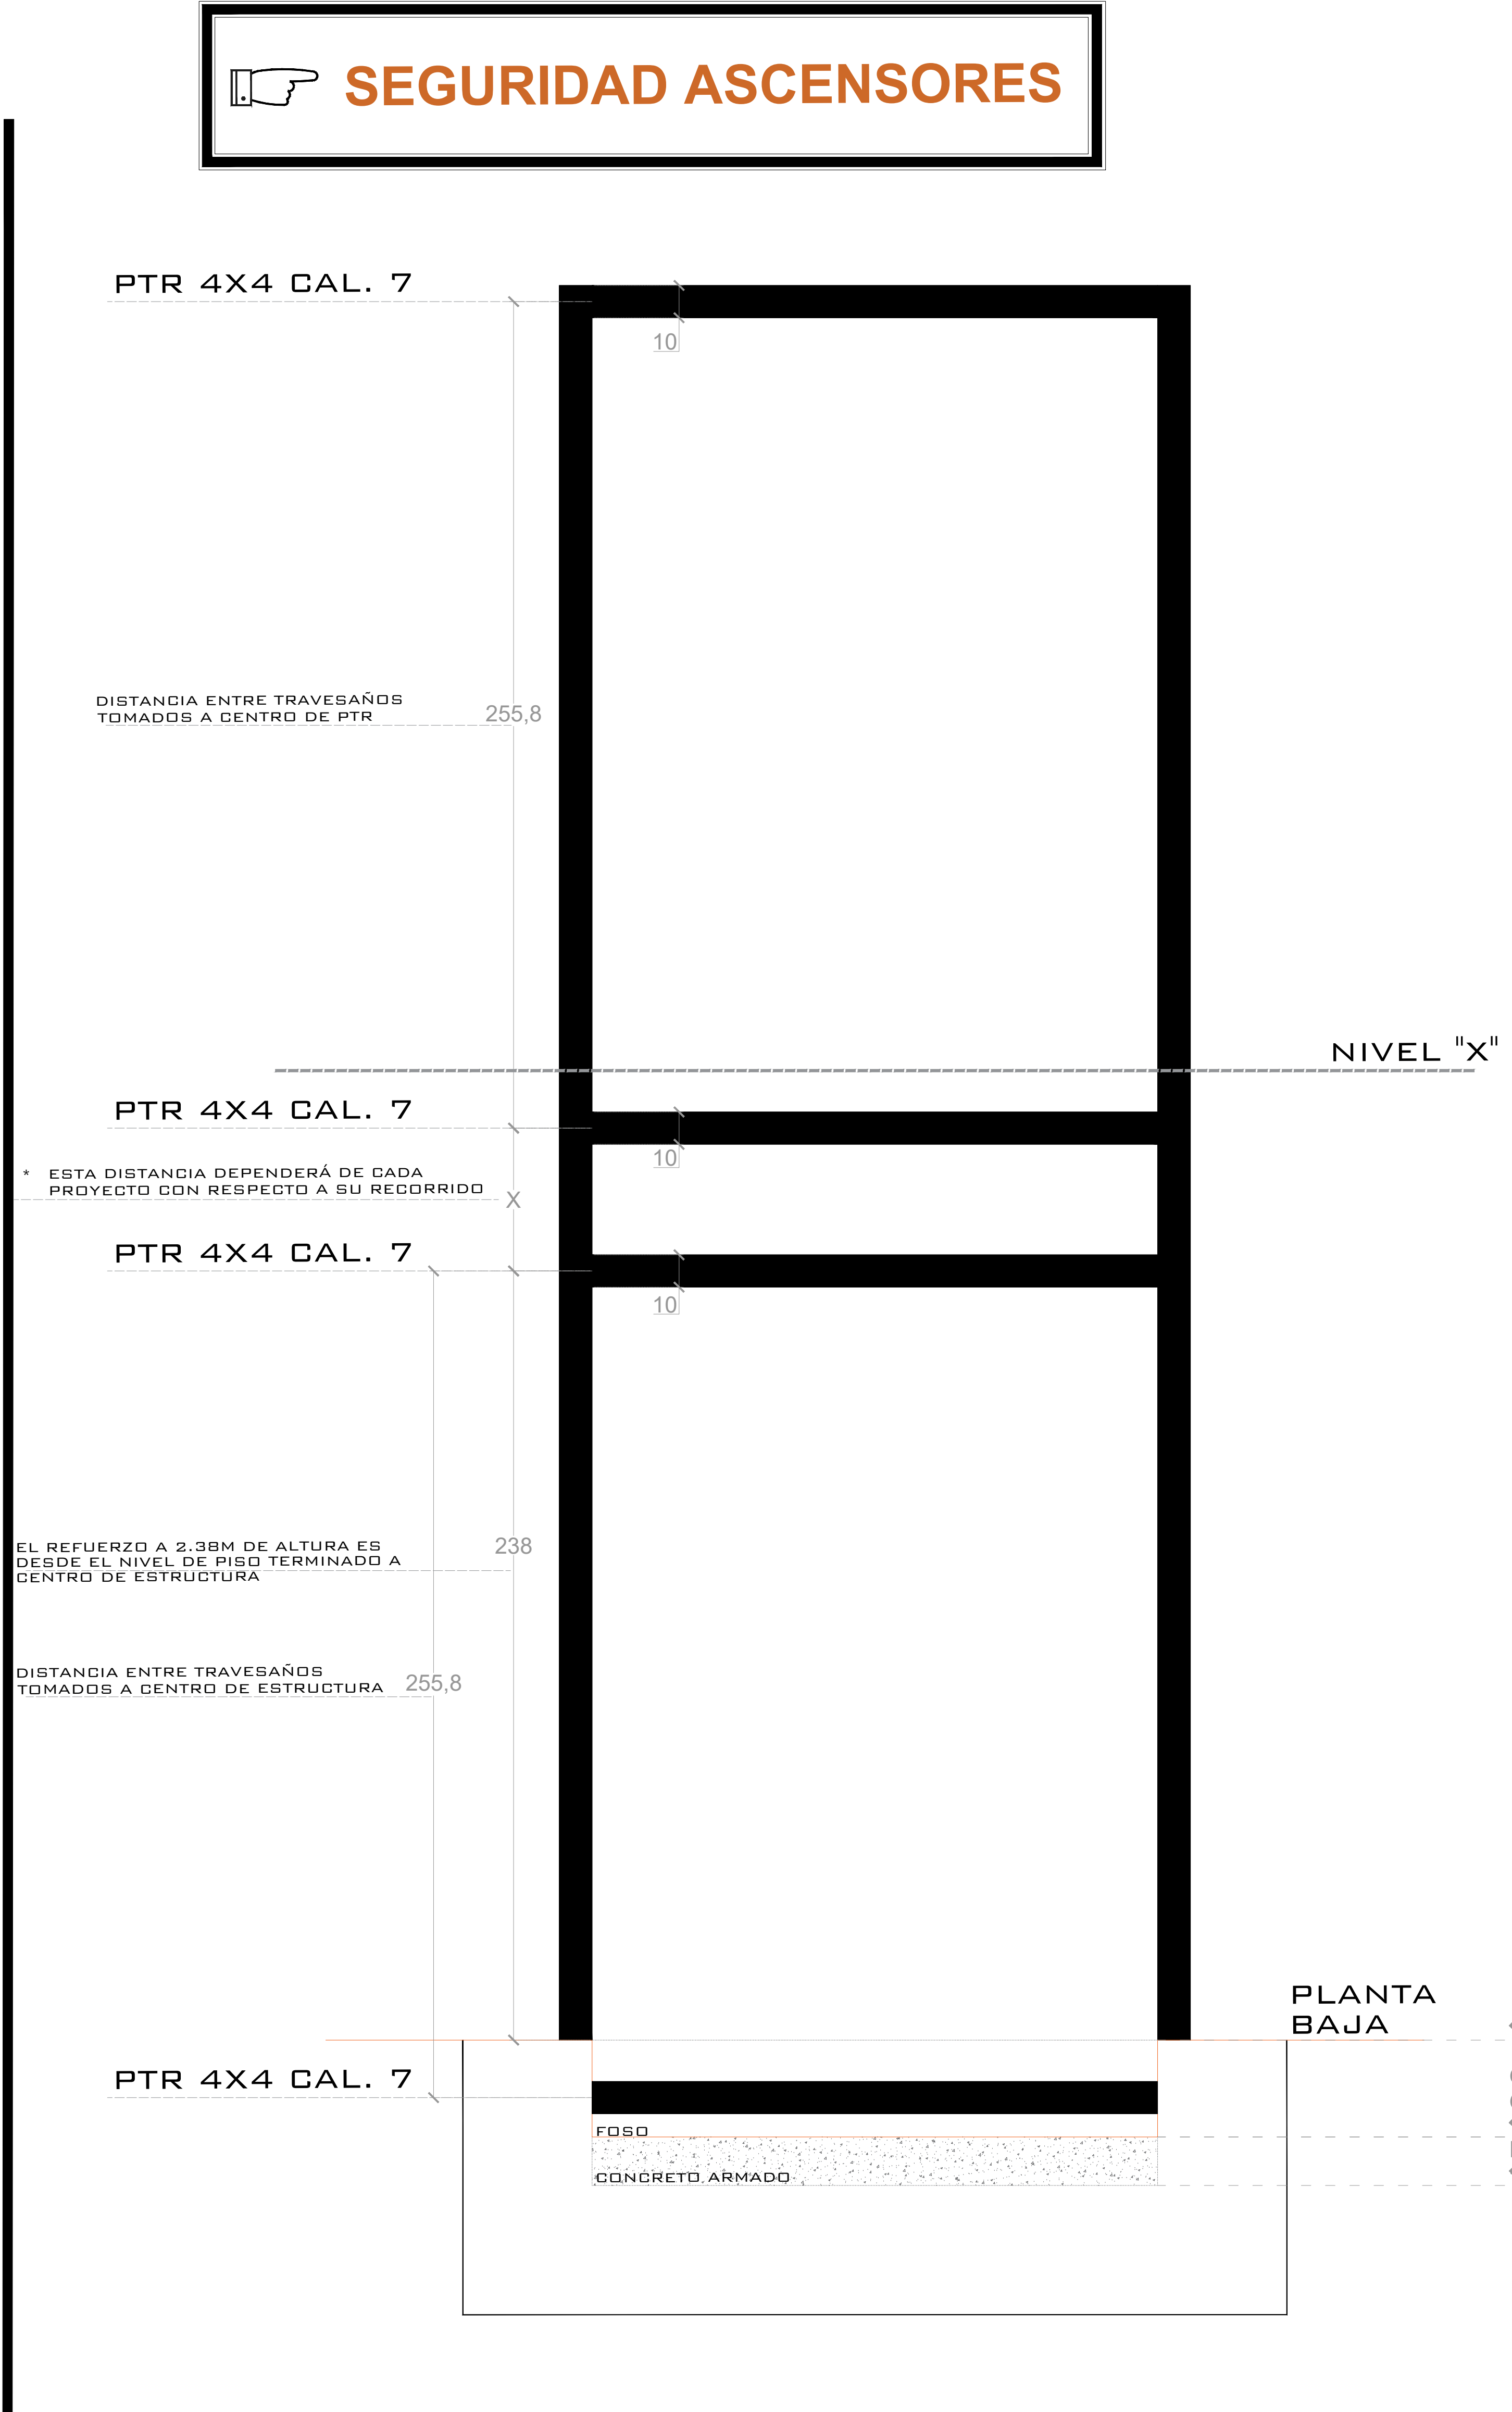 SEGURIDAD ASCENSORES
PTR 4X4 CAL. 7
10
DISTANCIA ENTRE TRAVESAÑOS
TOMADOS A CENTRO DE PTR
255,8
NIVEL "X"
PTR 4X4 CAL. 7
10
* ESTA DISTANCIA DEPENDERÁ DE CADA
PROYECTO CON RESPECTO A SU RECORRIDO
X
PTR 4X4 CAL. 7
10
EL REFUERZO A 2.38M DE ALTURA ES
DESDE EL NIVEL DE PISO TERMINADO A
CENTRO DE ESTRUCTURA
238
DISTANCIA ENTRE TRAVESAÑOS
TOMADOS A CENTRO DE ESTRUCTURA
255,8
PLANTA
BAJA
PTR 4X4 CAL. 7
FOSO
CONCRETO ARMADO